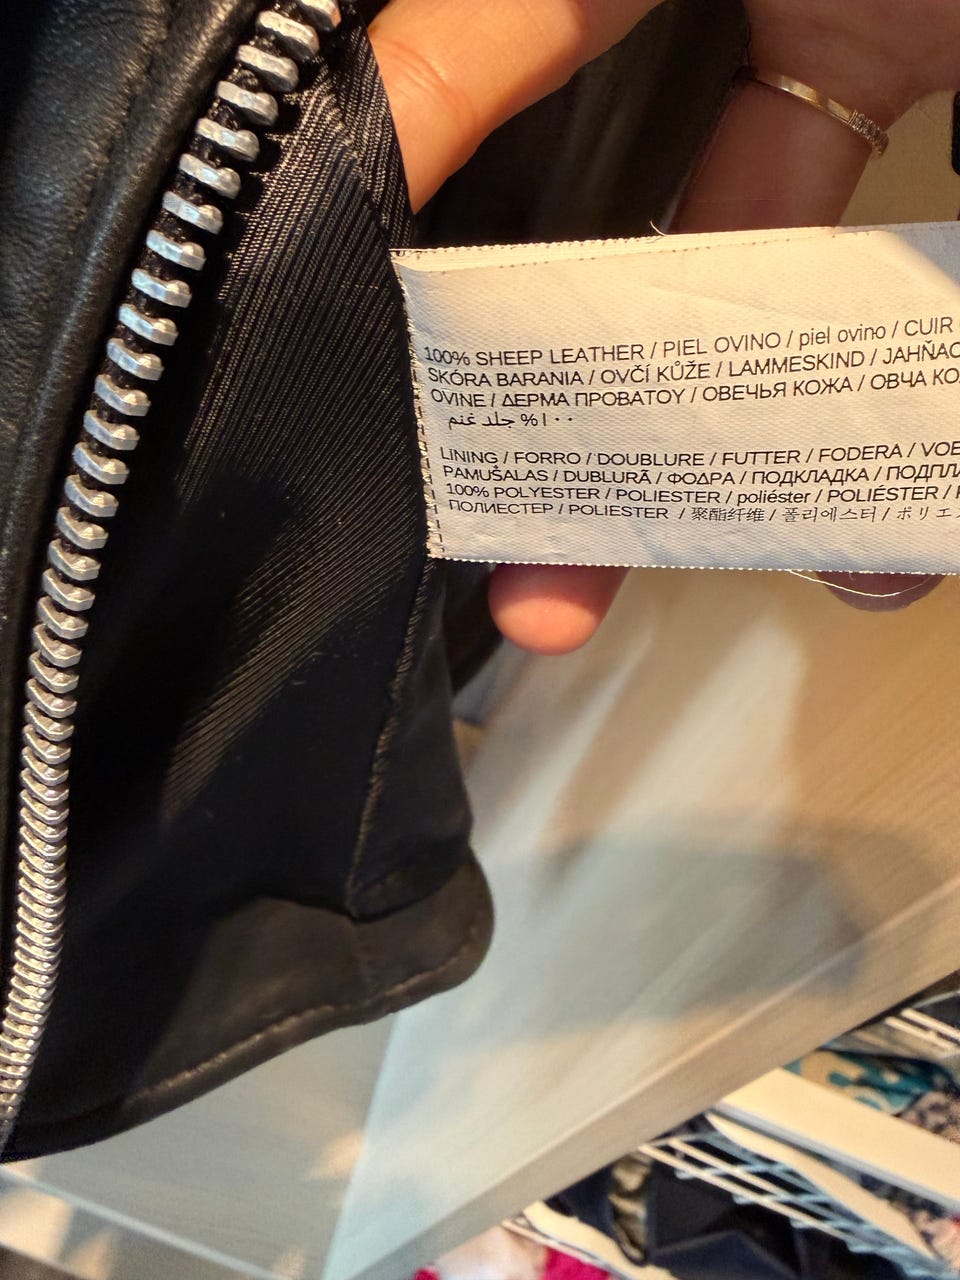 100% SHEEP LEATHER / PIEL OVINO / piel ovino / CUIR
SKÓRA BARANIA / OVČÍ KŮŽE / LAMMESKIND / JAHŇAC
OVINE / ΔΕΡΜΑ ΠΡΟΒΑΤΟΥ / ОВЕЧЬЯ КОЖА / ОВЧА КО
١٠٠% جلد غنم
LINING / FORRO / DOUBLURE / FUTTER / FODERA / VOE
PAMUŠALAS / DUBLURĂ / ΦΟΔΡΑ / ПОДКЛАДКА / ПОДПЛА
100% POLYESTER / POLIESTER / poliéster / POLIÉSTER /
ПОЛИЕСТЕР / POLIESTER / 聚酯纤维 / 폴리에스터 / ポリエ